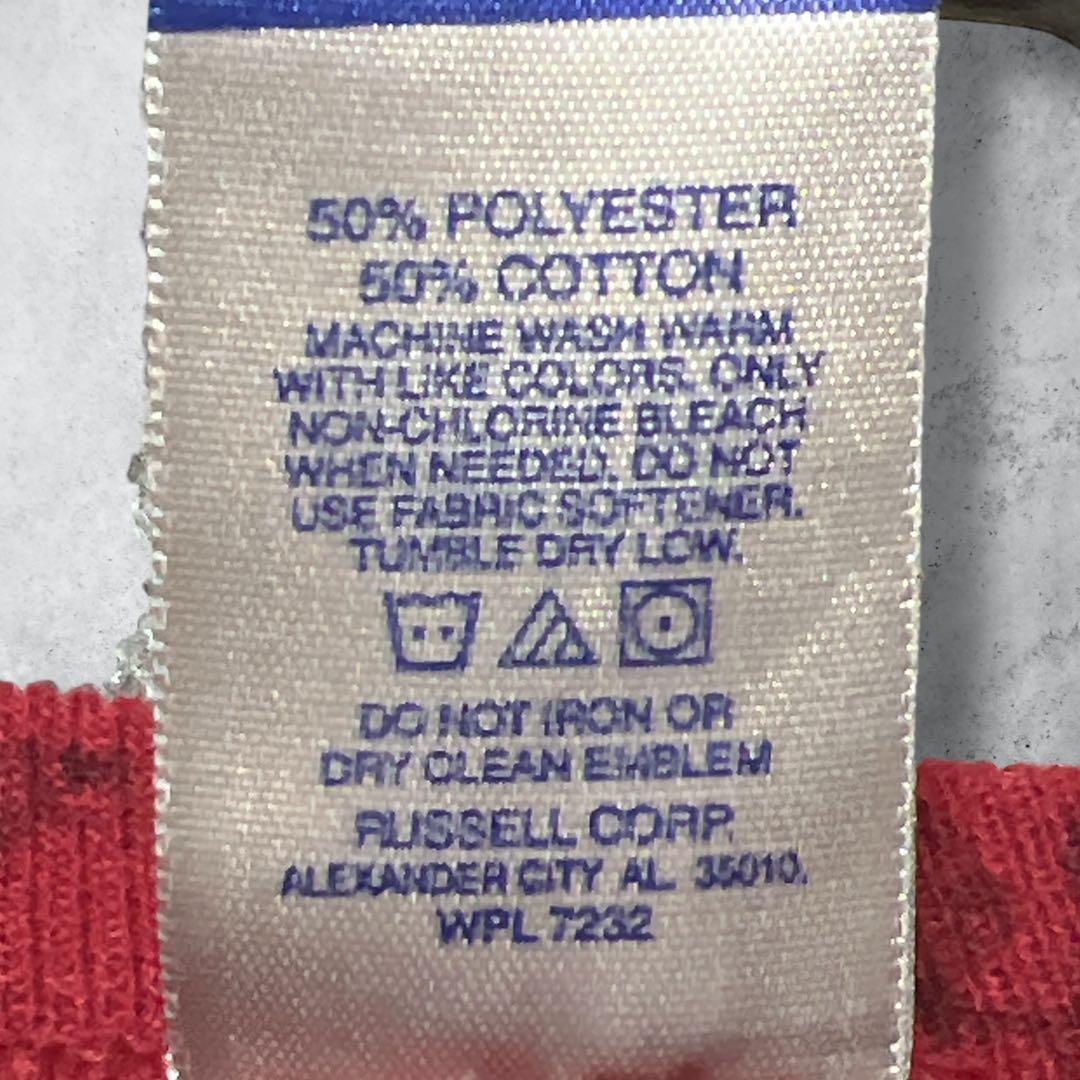 50% POLYESTER
50% COTTON
MACHINE WASH WARM
WITH LIKE COLORS. ONLY
NON-CHLORINE BLEACH
WHEN NEEDED. DO NOT
USE FABRIC SOFTENER.
TUMBLE DRY LOW.
DO NOT IRON OR
DRY CLEAN EMBLEM
RUSSELL CORP.
ALEXANDER CITY AL 35010.
WPL 7232